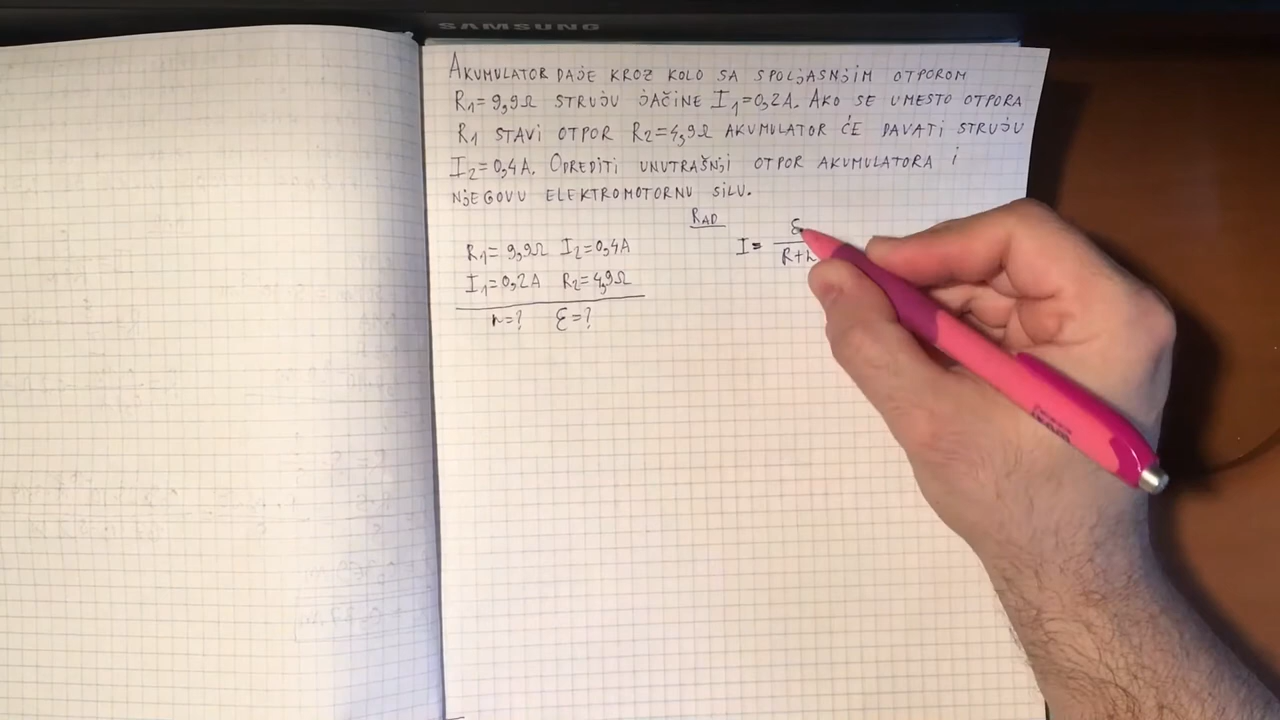 SAMSUNG
AKUMULATOR DAJE KROZ KOLO SA SPOLJAŠNJIM OTPOROM
R₁=9,9Ω STRUJU JAČINE I₁=0,2A. AKO SE UMESTO OTPORA
R₁ STAVI OTPOR R₂=4,9Ω AKUMULATOR ĆE DAVATI STRUJU
I₂=0,4A. OPREDITI UNUTRAŠNJI OTPOR AKUMULATORA I
NJEGOVU ELEKTROMOTORNU SILU.
RAD
R₁=9,9Ω I₂=0,4A
I₁=0,2A R₂=4,9Ω
r=? ℰ=?
I= ℰ
R+r